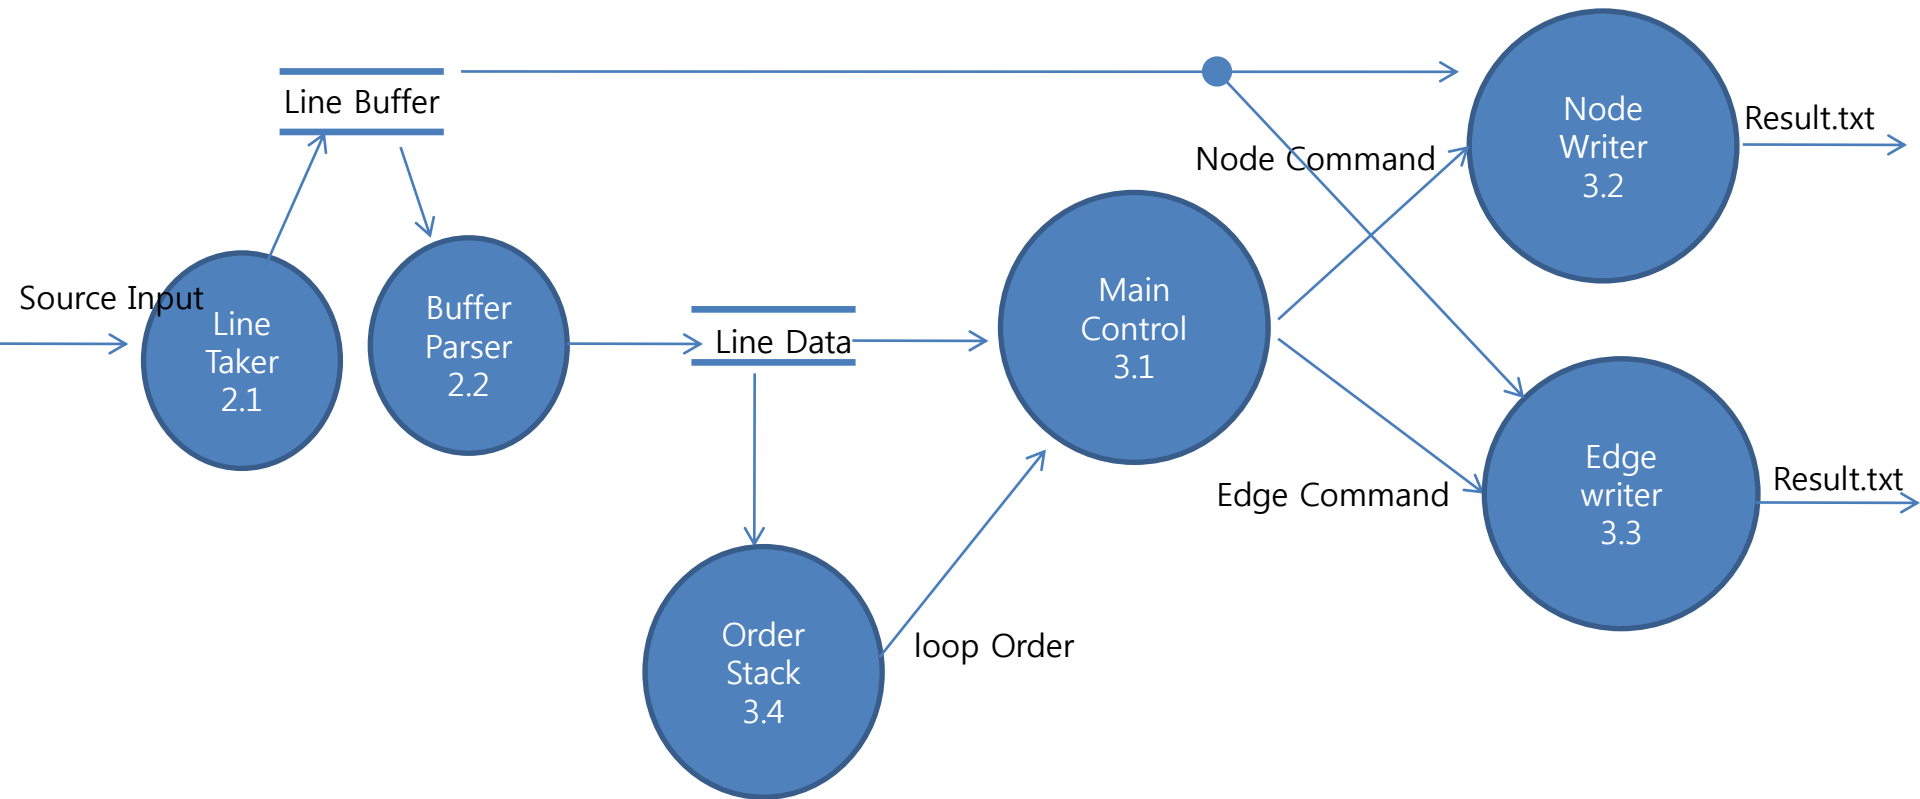 Line Buffer
Source Input
Line
Taker
2.1
Buffer
Parser
2.2
Line Data
Order
Stack
3.4
loop Order
Main
Control
3.1
Node Command
Edge Command
Node
Writer
3.2
Result.txt
Edge
writer
3.3
Result.txt